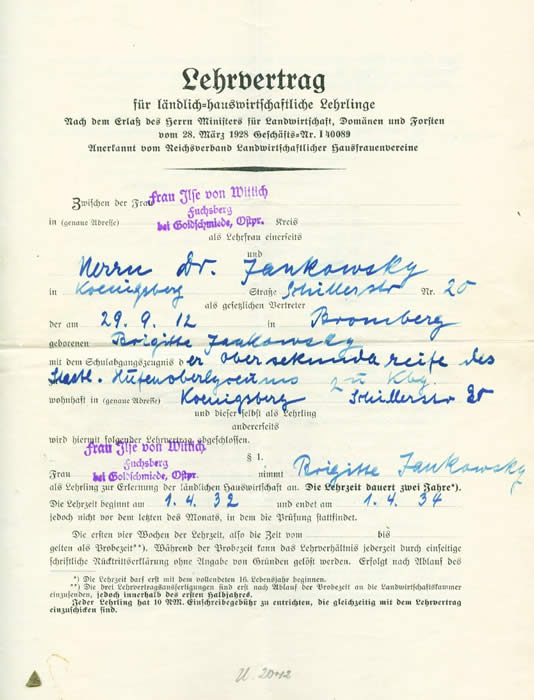 Lehrvertrag
für ländlich-hauswirtschaftliche Lehrlinge
Nach dem Erlaß des Herrn Ministers für Landwirtschaft, Domänen und Forsten
vom 28. März 1928 Geschäfts-Nr. I 40089
Anerkannt vom Reichsverband Landwirtschaftlicher Hausfrauenvereine
Zwischen der Frau Frau Ilse von Wittich
Fuchsberg
in (genaue Adresse) bei Goldschmiede, Ostpr. Kreis
als Lehrfrau einerseits
und
Herrn Dr. Jankowsky
in Koenigsberg Straße Schillerstr Nr. 20
als gesetzlichen Vertreter
der am 29. 9. 12 in Bromberg
geborenen Brigitte Jankowsky
mit dem Schulabgangszeugnis der Obersekundareife des
Staatl. Hufenoberlyceums zu Kbg.
wohnhaft in (genaue Adresse) Koenigsberg Schillerstr 20
und dieser selbst als Lehrling
andererseits
wird hiermit folgender Lehrvertrag abgeschlossen.
Frau Ilse von Wittich
Fuchsberg
bei Goldschmiede, Ostpr.
§ 1.
Frau nimmt Brigitte Jankowsky
als Lehrling zur Erlernung der ländlichen Hauswirtschaft an. Die Lehrzeit dauert zwei Jahre*).
Die Lehrzeit beginnt am 1. 4. 32 und endet am 1. 4. 34
jedoch nicht vor dem letzten des Monats, in dem die Prüfung stattfindet.
Die ersten vier Wochen der Lehrzeit, also die Zeit vom bis
gelten als Probezeit**). Während der Probezeit kann das Lehrverhältnis jederzeit durch einseitige
schriftliche Rücktrittserklärung ohne Angabe von Gründen gelöst werden. Erfolgt nach Ablauf des
*) Die Lehrzeit darf erst mit dem vollendeten 16. Lebensjahr beginnen.
**) Die drei Lehrvertragsausfertigungen sind erst nach Ablauf der Probezeit an die Landwirtschaftskammer
einzusenden, jedoch innerhalb des ersten Halbjahres.
Jeder Lehrling hat 10 RM. Einschreibegebühr zu entrichten, die gleichzeitig mit dem Lehrvertrag
einzuschicken sind.